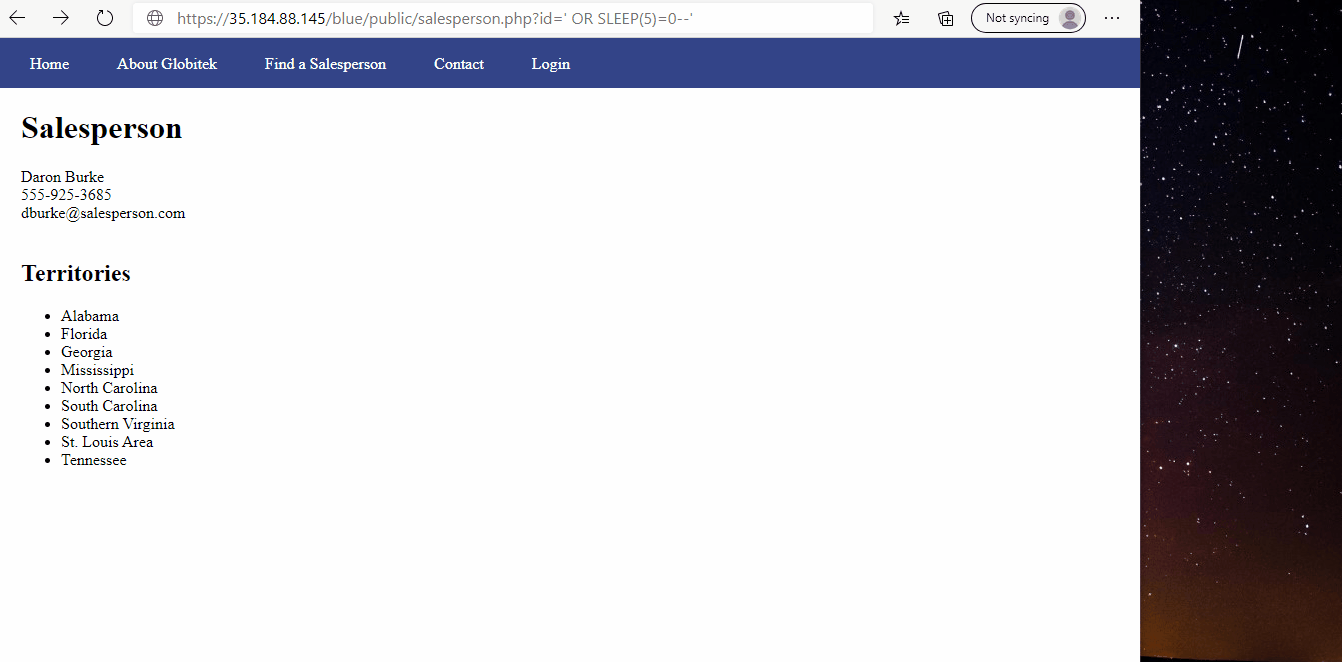 https://35.184.88.145/blue/public/salesperson.php?id=' OR SLEEP(5)=0--'
Not syncing
Home About Globitek Find a Salesperson Contact Login
Salesperson
Daron Burke
555-925-3685
dburke@salesperson.com
Territories
Alabama
Florida
Georgia
Mississippi
North Carolina
South Carolina
Southern Virginia
St. Louis Area
Tennessee